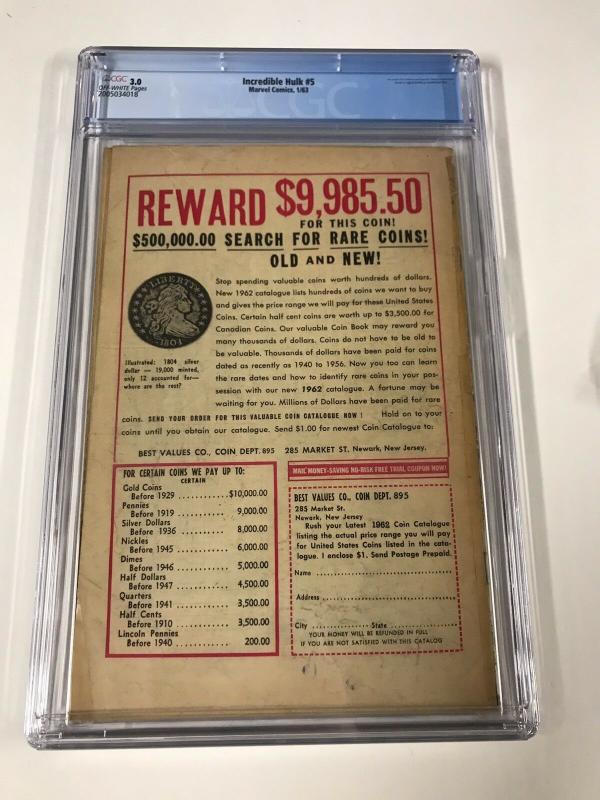 CGC 3.0
OFF-WHITE Pages
2005034018
Incredible Hulk #5
Marvel Comics, 1/63
CGC
REWARD $9,985.50
FOR THIS COIN!
$500,000.00 SEARCH FOR RARE COINS!
OLD AND NEW!
LIBERTY
Stop spending valuable coins worth hundreds of dollars.
New 1962 catalogue lists hundreds of coins we want to buy
and gives the price range we will pay for these United States
Coins. Certain half cent coins are worth up to $3,500.00 for
Canadian Coins. Our valuable Coin Book may reward you
many thousands of dollars. Coins do not have to be old to
be valuable. Thousands of dollars have been paid for coins
dated as recently as 1940 to 1956. Now you too can learn
the rare dates and how to identify rare coins in your pos-
session with our new 1962 catalogue. A fortune may be
waiting for you. Millions of Dollars have been paid for rare
Illustrated: 1804 silver
dollar — 19,000 minted,
only 12 accounted for—
where are the rest?
coins. SEND YOUR ORDER FOR THIS VALUABLE COIN CATALOGUE NOW ! Hold on to your
coins until you obtain our catalogue. Send $1.00 for newest Coin Catalogue to:
BEST VALUES CO., COIN DEPT. 895 285 MARKET ST. Newark, New Jersey.
FOR CERTAIN COINS WE PAY UP TO:
CERTAIN
Gold Coins
Before 1929 ............$10,000.00
Pennies
Before 1919 ............ 9,000.00
Silver Dollars
Before 1936 ............ 8,000.00
Nickles
Before 1945 ............ 6,000.00
Dimes
Before 1946 ............ 5,000.00
Half Dollars
Before 1947 ............ 4,500.00
Quarters
Before 1941 ............ 3,500.00
Half Cents
Before 1910 ............ 3,500.00
Lincoln Pennies
Before 1940 ............ 200.00
MAIL MONEY-SAVING NO-RISK FREE TRIAL COUPON NOW!
BEST VALUES CO., COIN DEPT. 895
285 Market St.
Newark, New Jersey
Rush your Latest 1962 Coin Catalogue
listing the actual price range you will pay
for United States Coins listed in the cata-
logue. I enclose $1. Send Postage Prepaid.
Name ........................................
Address ........................................
City .................... State ....................
YOUR MONEY WILL BE REFUNDED IN FULL
IF YOU ARE NOT SATISFIED WITH THIS CATALOG